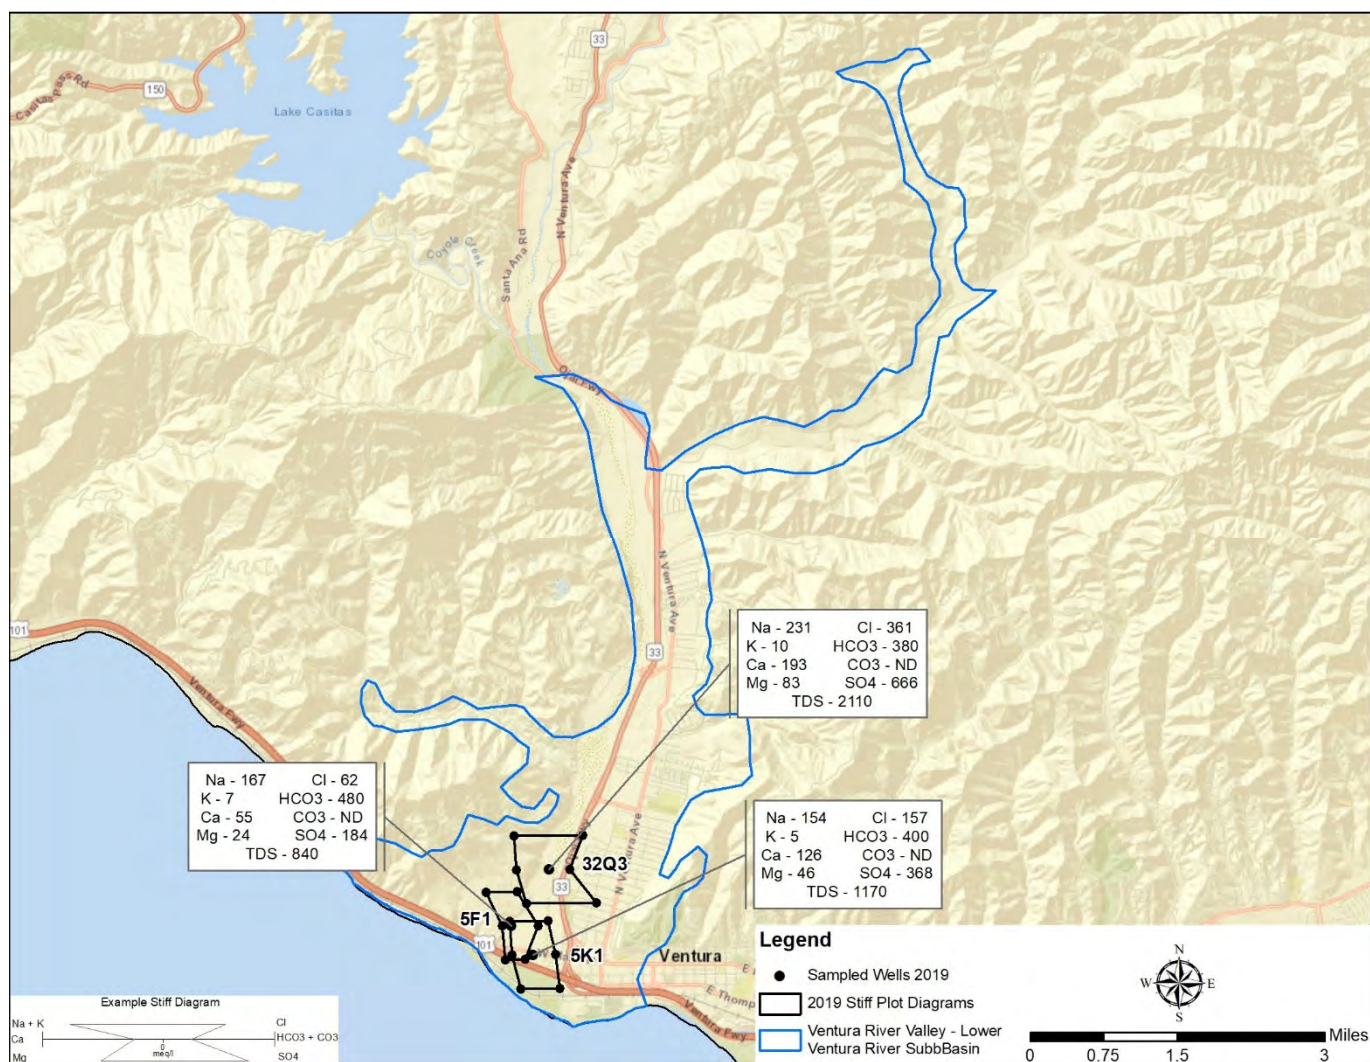 33
150
Casitas Pass Rd
Lake Casitas
N Ventura Ave
Santa Ana Rd
Coyote Creek
Ojai Fwy
N Ventura Ave
101
Ventura Fwy
33
Na - 231 Cl - 361
K - 10 HCO3 - 380
Ca - 193 CO3 - ND
Mg - 83 SO4 - 666
TDS - 2110
Na - 167 Cl - 62
K - 7 HCO3 - 480
Ca - 55 CO3 - ND
Mg - 24 SO4 - 184
TDS - 840
Na - 154 Cl - 157
K - 5 HCO3 - 400
Ca - 126 CO3 - ND
Mg - 46 SO4 - 368
TDS - 1170
32Q3
33
N Ventura Ave
5F1
101
5K1
Ventura
E Thomp
Ventura Fwy
Legend
Sampled Wells 2019
2019 Stiff Plot Diagrams
Ventura River Valley - Lower
Ventura River SubbBasin
N
W E
S
Miles
0 0.75 1.5 3
Example Stiff Diagram
Na + K Cl
Ca HCO3 + CO3
0
meq/l
Mg SO4